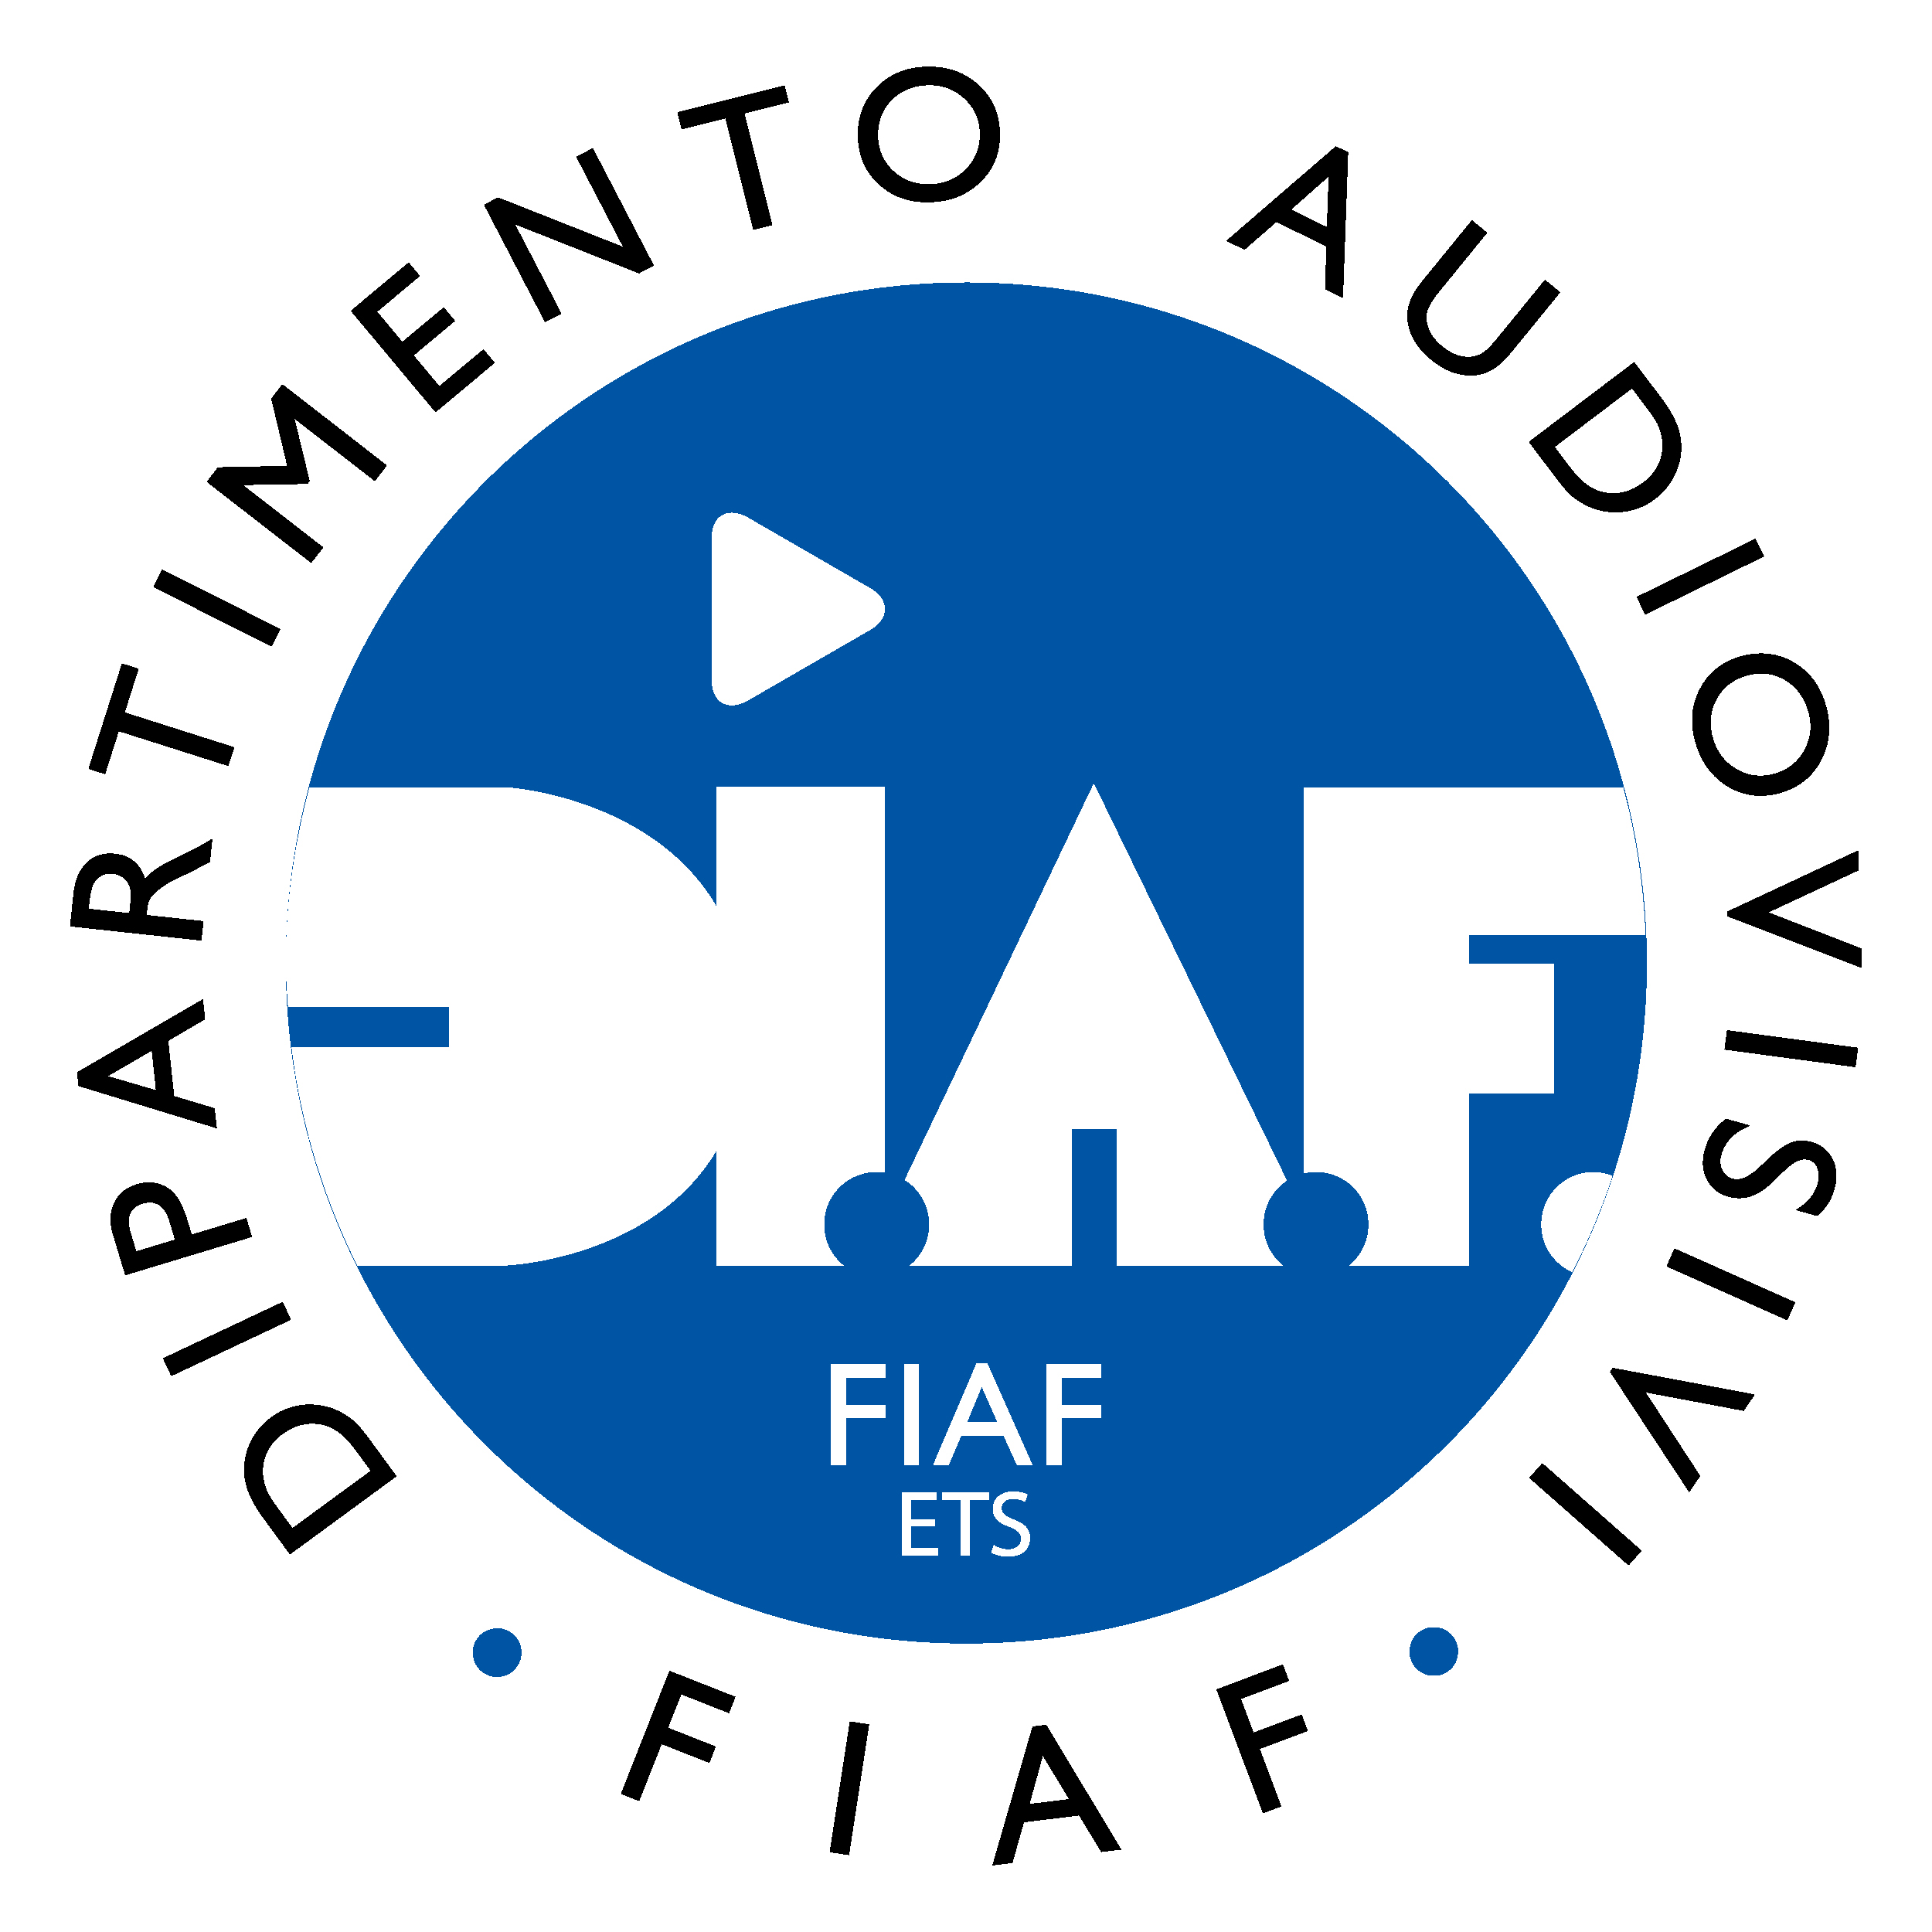 DIPARTIMENTO AUDIOVISIVI
D.I.A.F.
FIAF
ETS
• FIAF •